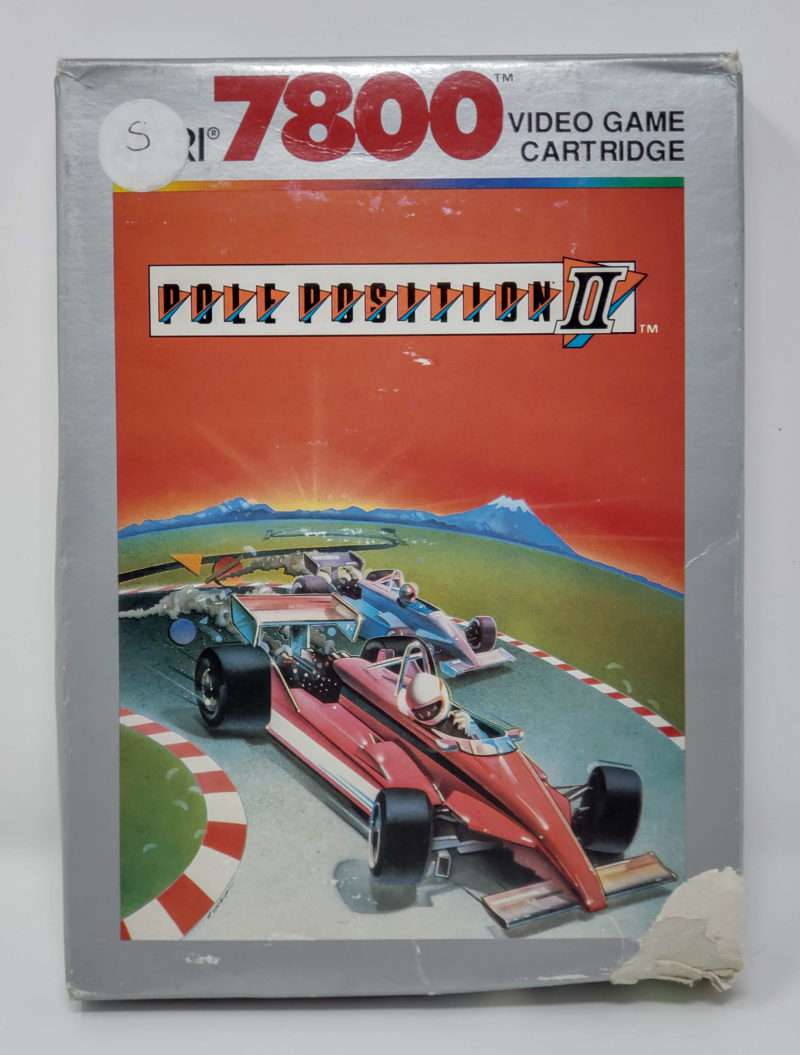 S
RI® 7800™
VIDEO GAME
CARTRIDGE
POLE POSITION II™